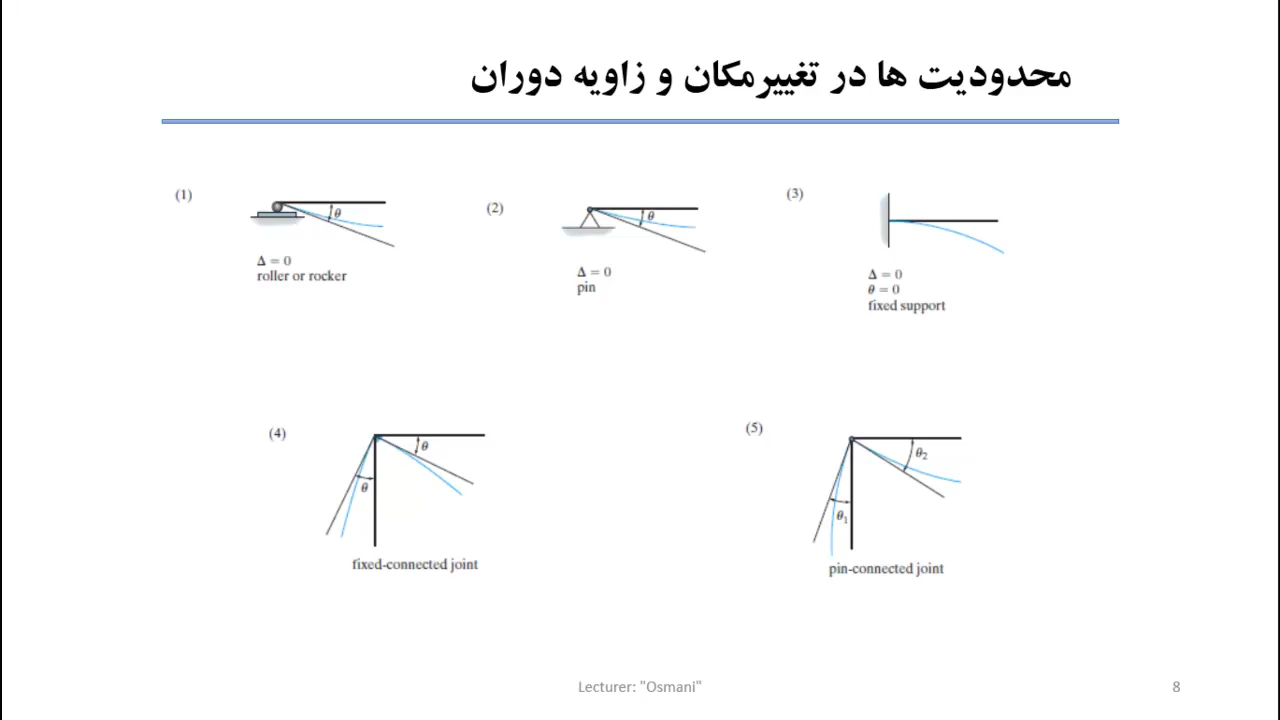 محدودیت ها در تغییرمکان و زاویه دوران
(1)
θ
Δ = 0
roller or rocker
(2)
θ
Δ = 0
pin
(3)
Δ = 0
θ = 0
fixed support
(4)
θ
θ
fixed-connected joint
(5)
θ₂
θ₁
pin-connected joint
Lecturer: "Osmani"
8